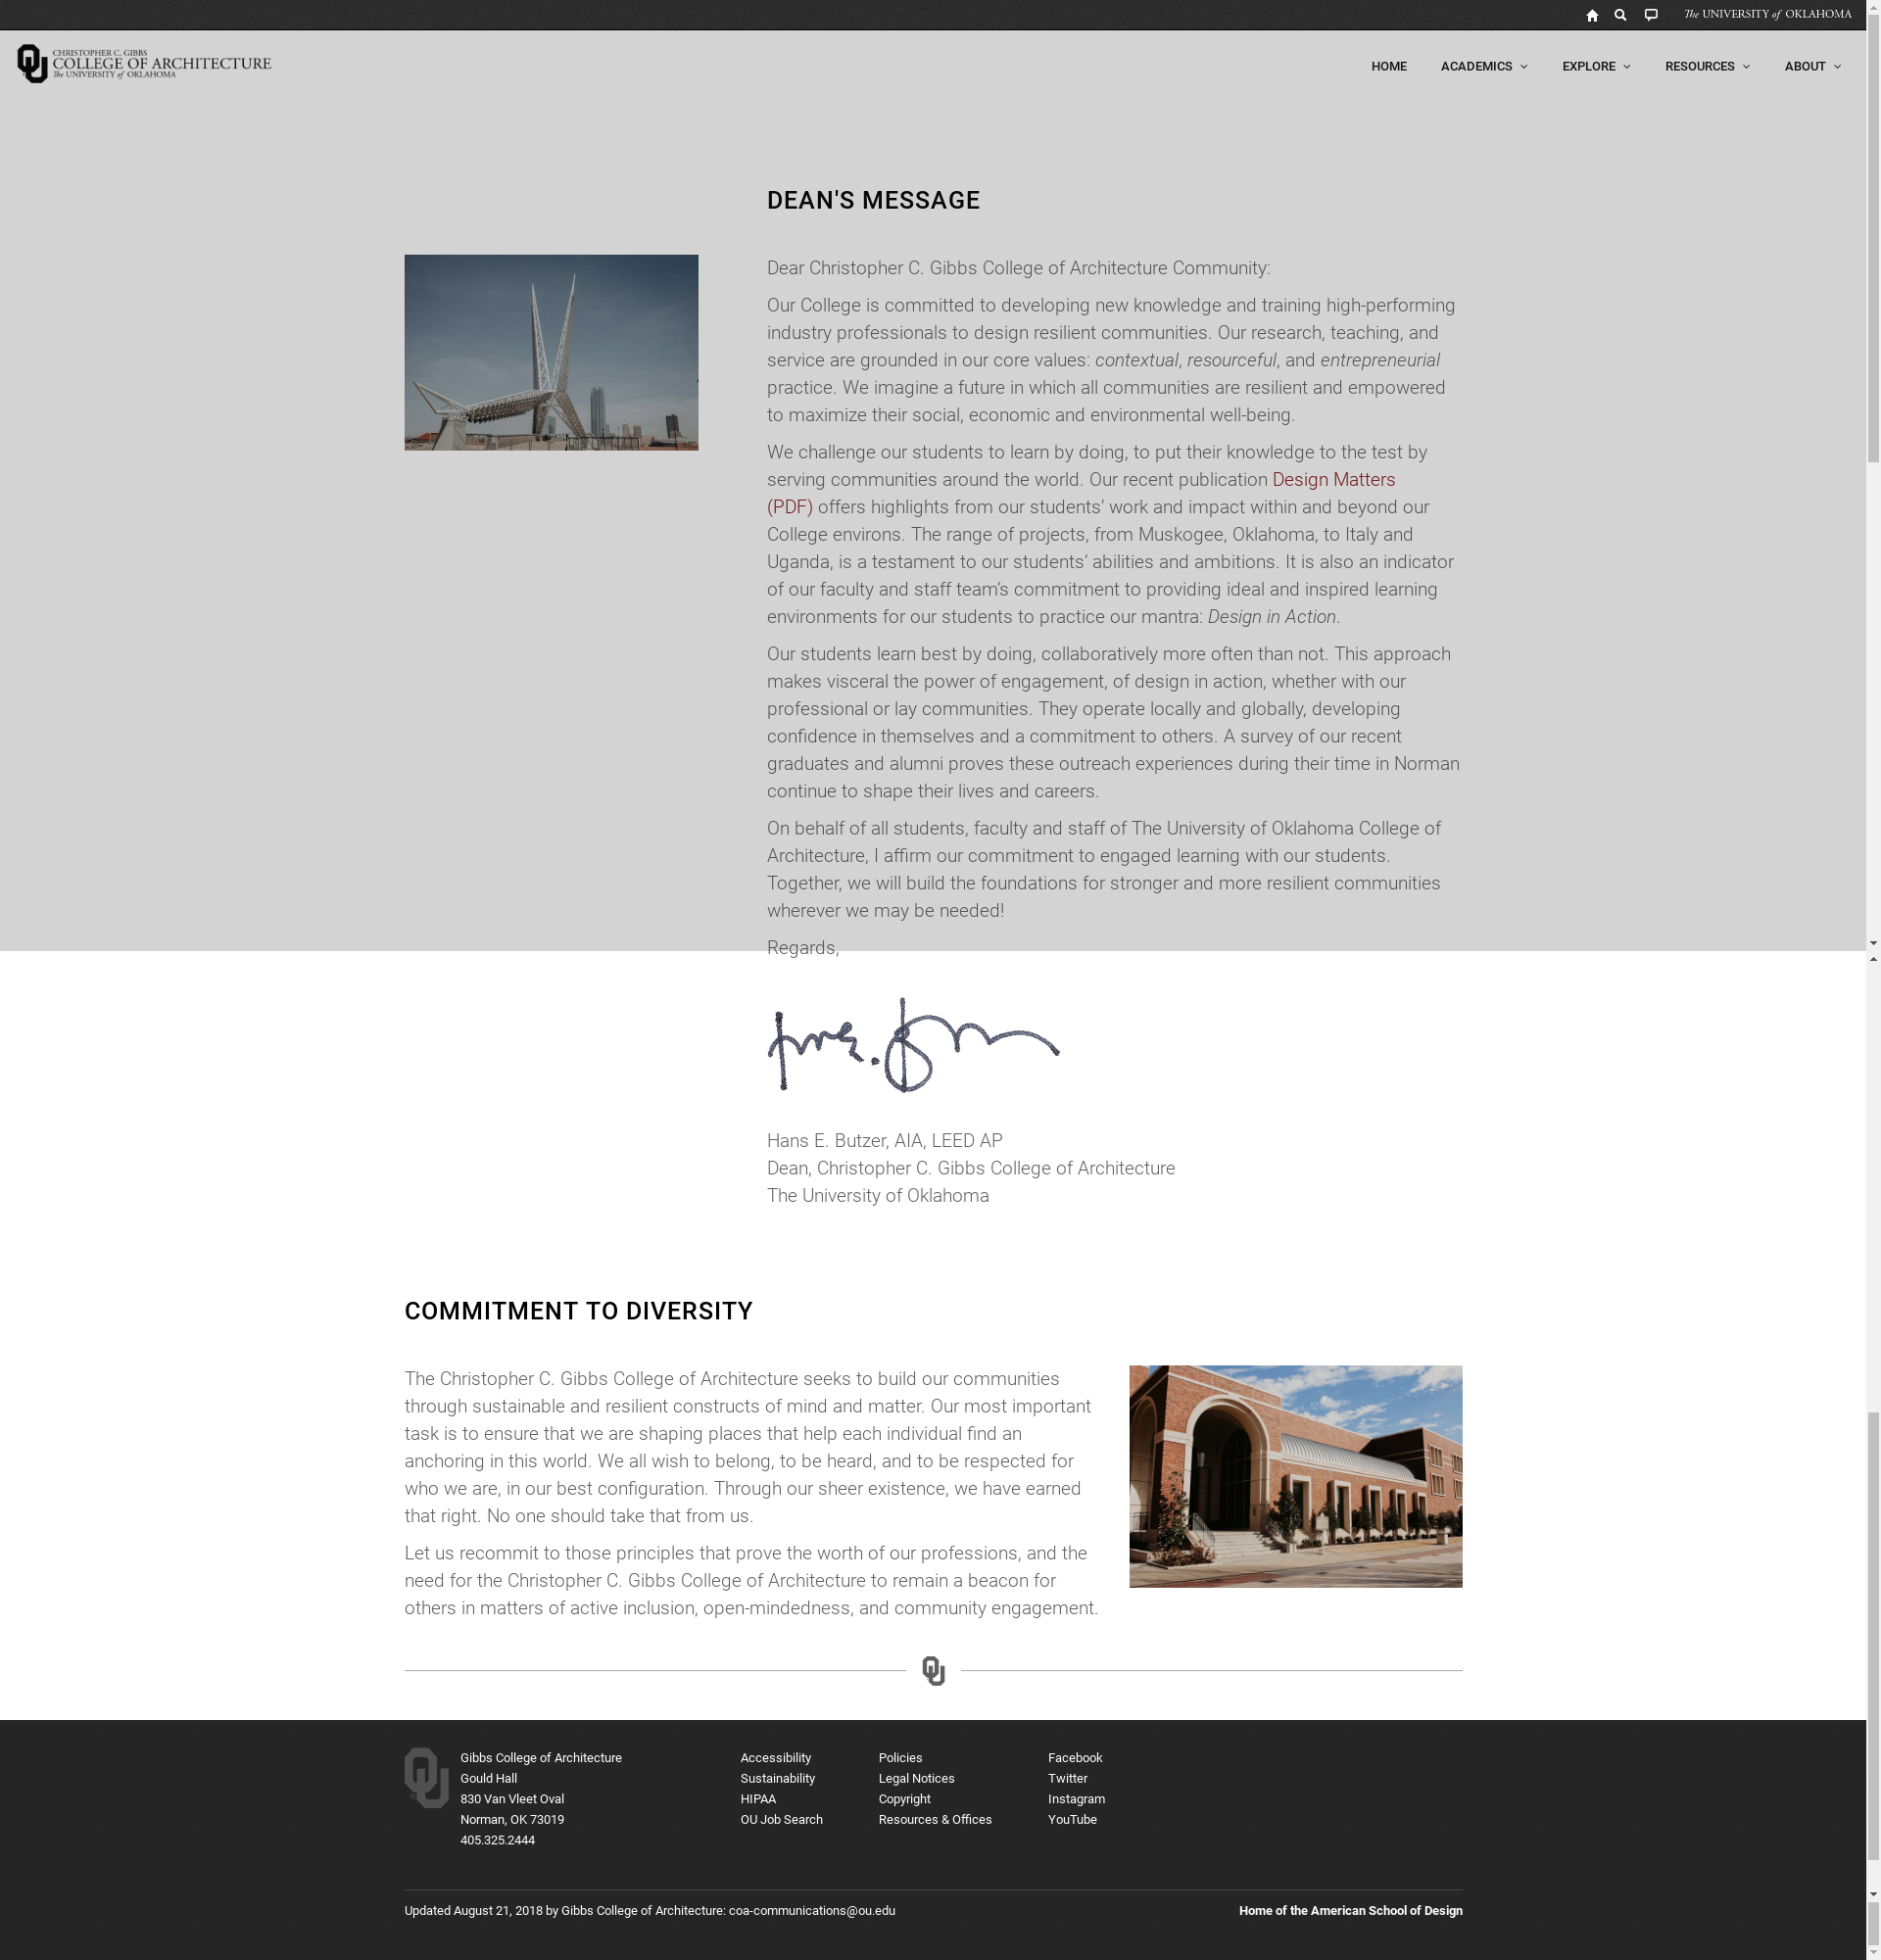 The UNIVERSITY of OKLAHOMA
CHRISTOPHER C. GIBBS
COLLEGE OF ARCHITECTURE
The UNIVERSITY of OKLAHOMA
HOME ACADEMICS EXPLORE RESOURCES ABOUT
DEAN'S MESSAGE
Dear Christopher C. Gibbs College of Architecture Community:
Our College is committed to developing new knowledge and training high-performing
industry professionals to design resilient communities. Our research, teaching, and
service are grounded in our core values: contextual, resourceful, and entrepreneurial
practice. We imagine a future in which all communities are resilient and empowered
to maximize their social, economic and environmental well-being.
We challenge our students to learn by doing, to put their knowledge to the test by
serving communities around the world. Our recent publication Design Matters
(PDF) offers highlights from our students’ work and impact within and beyond our
College environs. The range of projects, from Muskogee, Oklahoma, to Italy and
Uganda, is a testament to our students’ abilities and ambitions. It is also an indicator
of our faculty and staff team’s commitment to providing ideal and inspired learning
environments for our students to practice our mantra: Design in Action.
Our students learn best by doing, collaboratively more often than not. This approach
makes visceral the power of engagement, of design in action, whether with our
professional or lay communities. They operate locally and globally, developing
confidence in themselves and a commitment to others. A survey of our recent
graduates and alumni proves these outreach experiences during their time in Norman
continue to shape their lives and careers.
On behalf of all students, faculty and staff of The University of Oklahoma College of
Architecture, I affirm our commitment to engaged learning with our students.
Together, we will build the foundations for stronger and more resilient communities
wherever we may be needed!
Regards,
Hans E. Butzer, AIA, LEED AP
Dean, Christopher C. Gibbs College of Architecture
The University of Oklahoma
COMMITMENT TO DIVERSITY
The Christopher C. Gibbs College of Architecture seeks to build our communities
through sustainable and resilient constructs of mind and matter. Our most important
task is to ensure that we are shaping places that help each individual find an
anchoring in this world. We all wish to belong, to be heard, and to be respected for
who we are, in our best configuration. Through our sheer existence, we have earned
that right. No one should take that from us.
Let us recommit to those principles that prove the worth of our professions, and the
need for the Christopher C. Gibbs College of Architecture to remain a beacon for
others in matters of active inclusion, open-mindedness, and community engagement.
Gibbs College of Architecture
Gould Hall
830 Van Vleet Oval
Norman, OK 73019
405.325.2444
Accessibility
Sustainability
HIPAA
OU Job Search
Policies
Legal Notices
Copyright
Resources & Offices
Facebook
Twitter
Instagram
YouTube
Updated August 21, 2018 by Gibbs College of Architecture: coa-communications@ou.edu
Home of the American School of Design